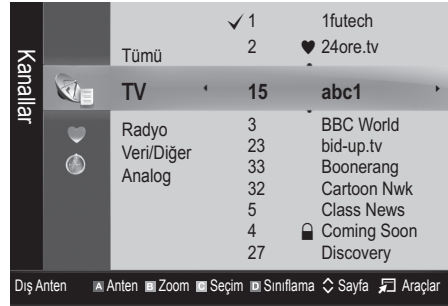 Kanallar
1 1futech
Tümü 2 24ore.tv
TV 15 abc1
Radyo 3 BBC World
Veri/Diğer 23 bid-up.tv
Analog 33 Boonerang
32 Cartoon Nwk
5 Class News
4 Coming Soon
27 Discovery
Dış Anten A Anten B Zoom C Seçim D Sınıflama Sayfa Araçlar